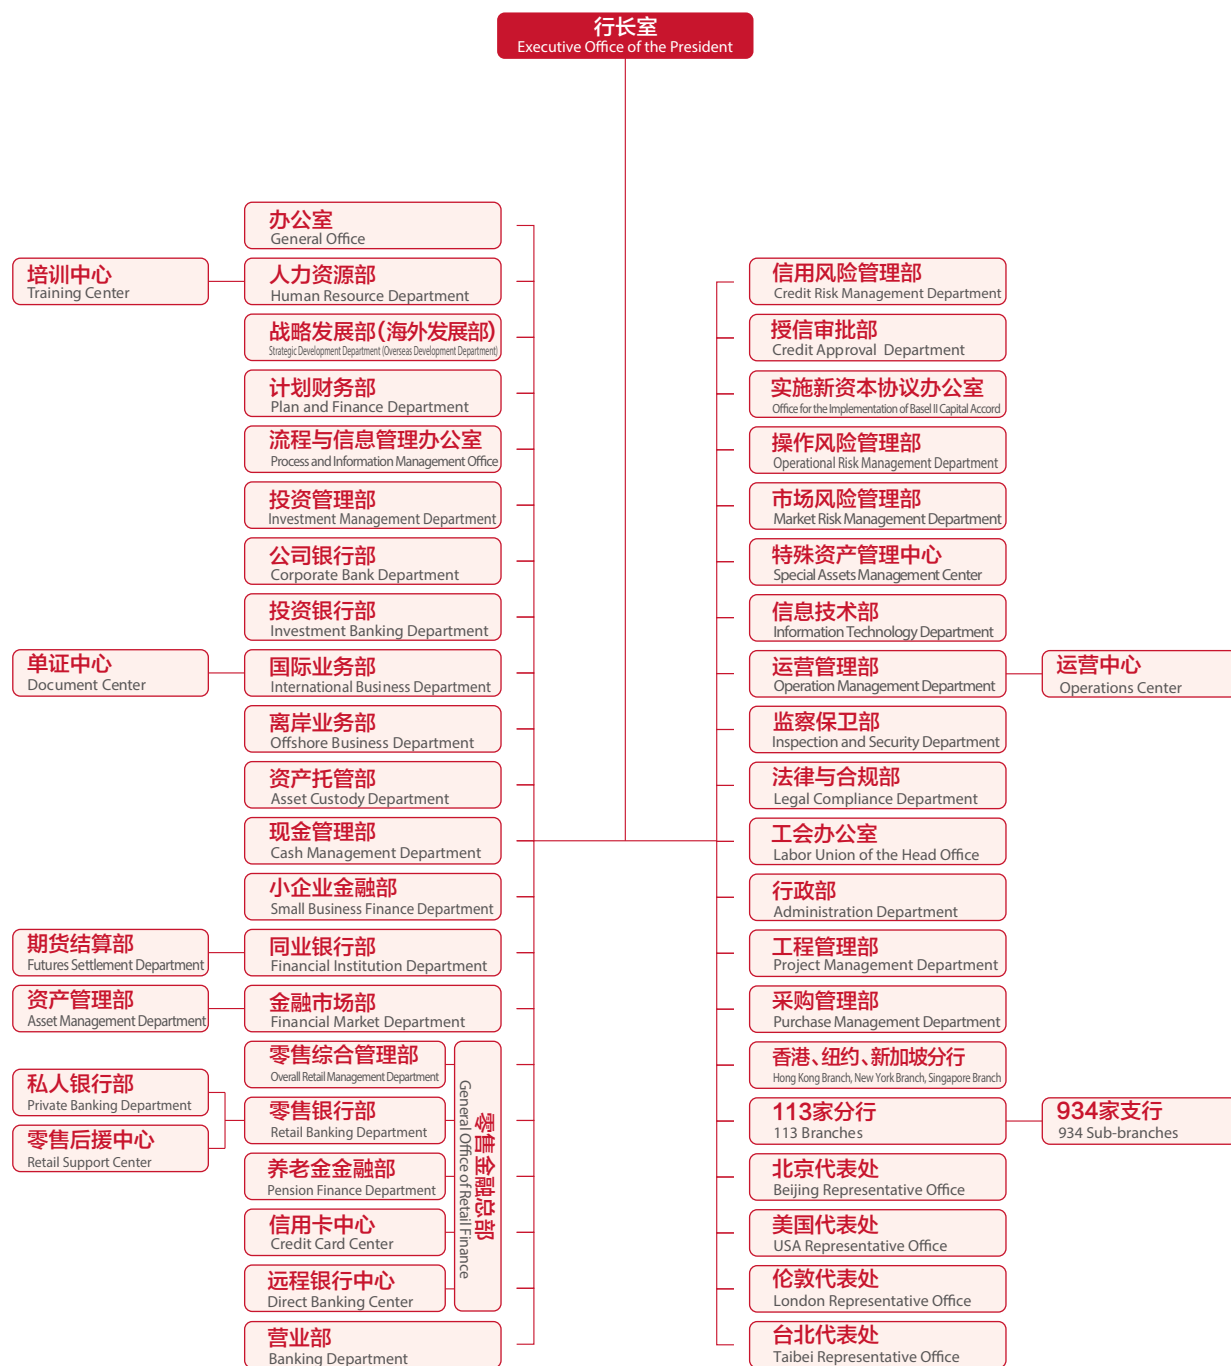 行长室
Executive Office of the President
办公室
General Office
培训中心
Training Center
人力资源部
Human Resource Department
战略发展部(海外发展部)
Strategic Development Department (Overseas Development Department)
计划财务部
Plan and Finance Department
流程与信息管理办公室
Process and Information Management Office
投资管理部
Investment Management Department
公司银行部
Corporate Bank Department
投资银行部
Investment Banking Department
单证中心
Document Center
国际业务部
International Business Department
离岸业务部
Offshore Business Department
资产托管部
Asset Custody Department
现金管理部
Cash Management Department
小企业金融部
Small Business Finance Department
期货结算部
Futures Settlement Department
同业银行部
Financial Institution Department
资产管理部
Asset Management Department
金融市场部
Financial Market Department
零售综合管理部
Overall Retail Management Department
私人银行部
Private Banking Department
零售后援中心
Retail Support Center
零售银行部
Retail Banking Department
养老金金融部
Pension Finance Department
信用卡中心
Credit Card Center
远程银行中心
Direct Banking Center
零售金融总部
General Office of Retail Finance
营业部
Banking Department
信用风险管理部
Credit Risk Management Department
授信审批部
Credit Approval Department
实施新资本协议办公室
Office for the Implementation of Basel II Capital Accord
操作风险管理部
Operational Risk Management Department
市场风险管理部
Market Risk Management Department
特殊资产管理中心
Special Assets Management Center
信息技术部
Information Technology Department
运营管理部
Operation Management Department
运营中心
Operations Center
监察保卫部
Inspection and Security Department
法律与合规部
Legal Compliance Department
工会办公室
Labor Union of the Head Office
行政部
Administration Department
工程管理部
Project Management Department
采购管理部
Purchase Management Department
香港、纽约、新加坡分行
Hong Kong Branch, New York Branch, Singapore Branch
113家分行
113 Branches
934家支行
934 Sub-branches
北京代表处
Beijing Representative Office
美国代表处
USA Representative Office
伦敦代表处
London Representative Office
台北代表处
Taibei Representative Office